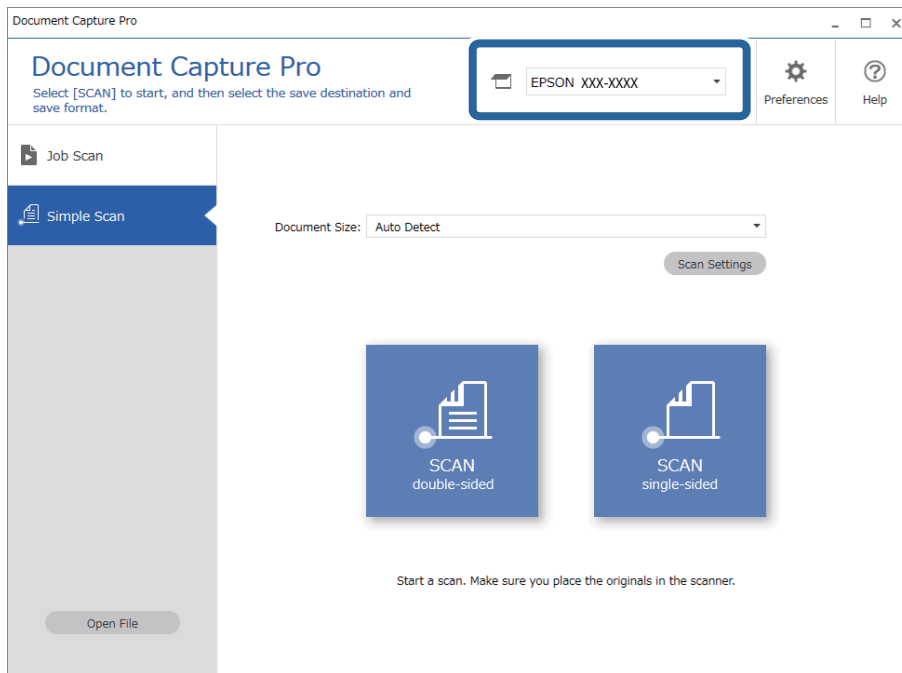 Document Capture Pro
Document Capture Pro
Select [SCAN] to start, and then select the save destination and
save format.
EPSON XXX-XXXX
Preferences
Help
Job Scan
Simple Scan
Document Size:
Auto Detect
Scan Settings
SCAN
double-sided
SCAN
single-sided
Start a scan. Make sure you place the originals in the scanner.
Open File